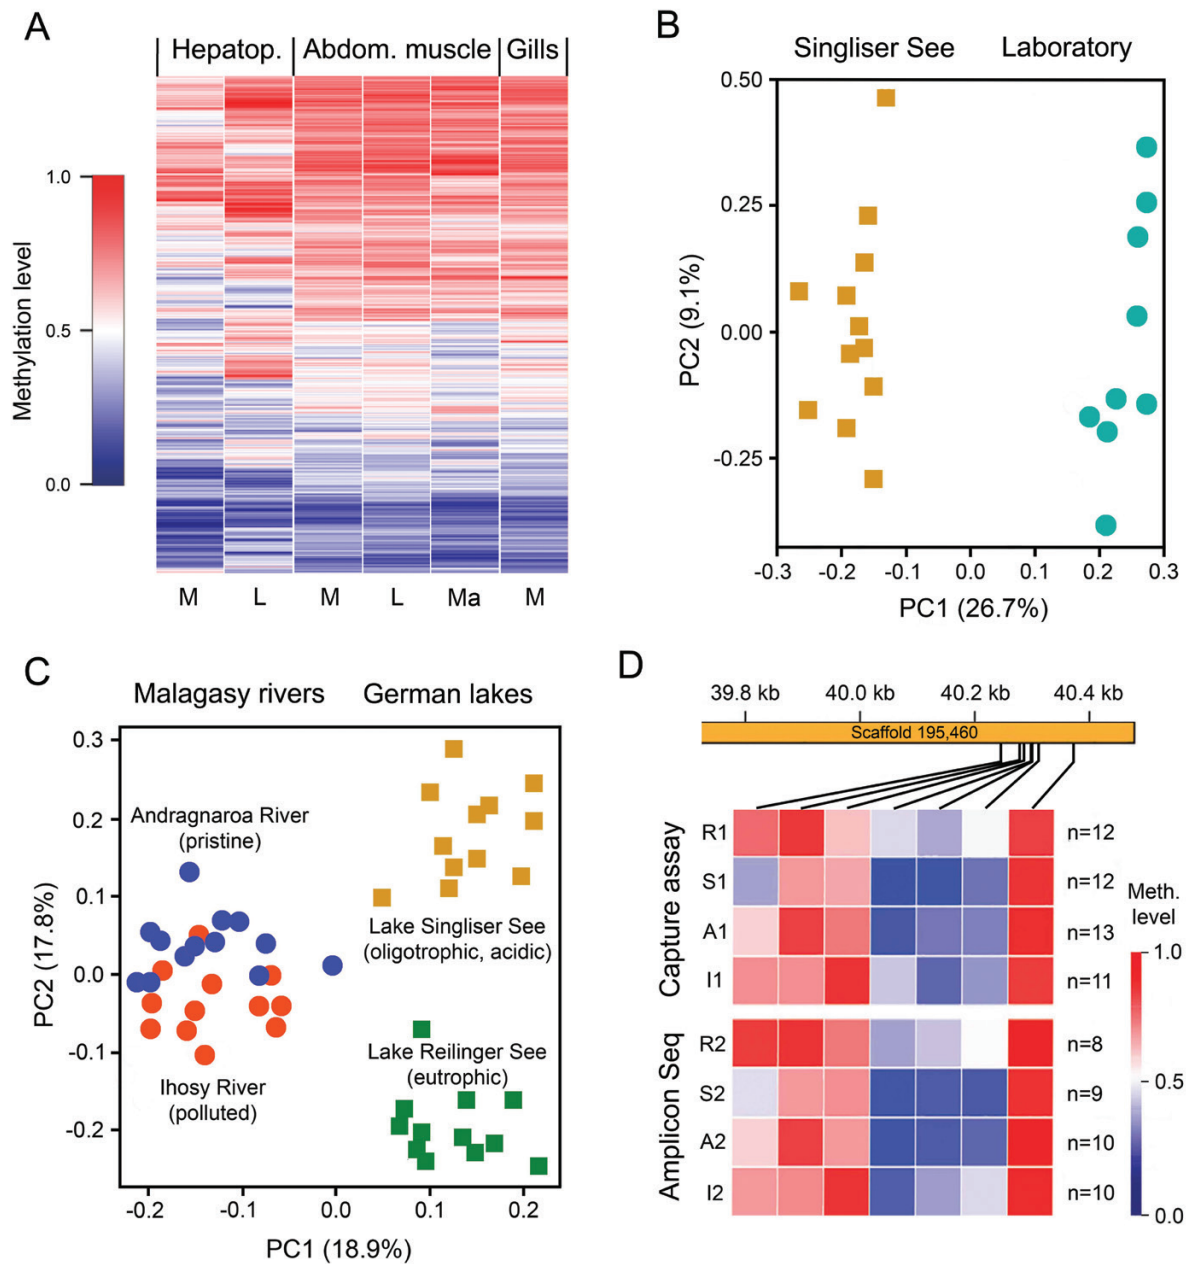 A
Hepatop. Abdom. muscle Gills
1.0
0.5
0.0
Methylation level
M L M L Ma M
B
Singliser See Laboratory
0.50
0.25
0.00
-0.25
PC2 (9.1%)
-0.3 -0.2 -0.1 0.0 0.1 0.2 0.3
PC1 (26.7%)
C
Malagasy rivers German lakes
0.3
0.2
0.1
0.0
-0.1
-0.2
PC2 (17.8%)
Andragnaroa River
(pristine)
Lake Singliser See
(oligotrophic, acidic)
Lake Reilinger See
(eutrophic)
Ihosy River
(polluted)
-0.2 -0.1 0.0 0.1 0.2
PC1 (18.9%)
D
39.8 kb 40.0 kb 40.2 kb 40.4 kb
Scaffold 195,460
Capture assay
R1 n=12
S1 n=12
A1 n=13
I1 n=11
Amplicon Seq
R2 n=8
S2 n=9
A2 n=10
I2 n=10
Meth.
level
1.0
0.5
0.0